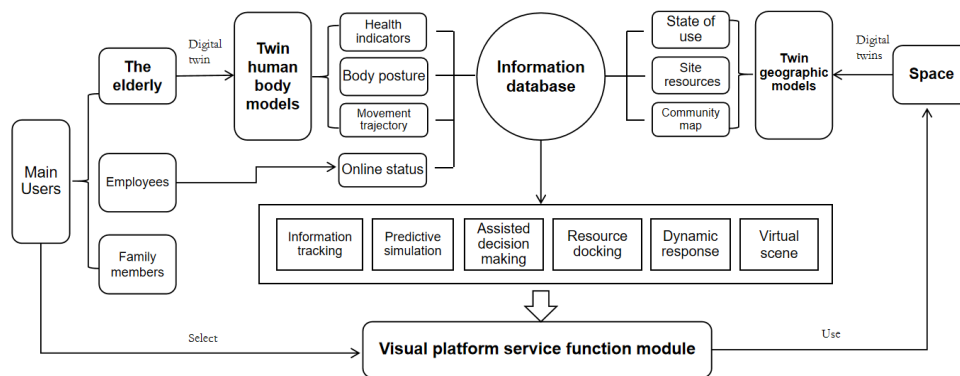 Main
Users
The
elderly
Employees
Family
members
Digital
twin
Twin
human
body
models
Health
indicators
Body posture
Movement
trajectory
Online status
Information
database
State of
use
Site
resources
Community
map
Twin
geographic
models
Digital
twins
Space
Information
tracking
Predictive
simulation
Assisted
decision
making
Resource
docking
Dynamic
response
Virtual
scene
Select
Visual platform service function module
Use